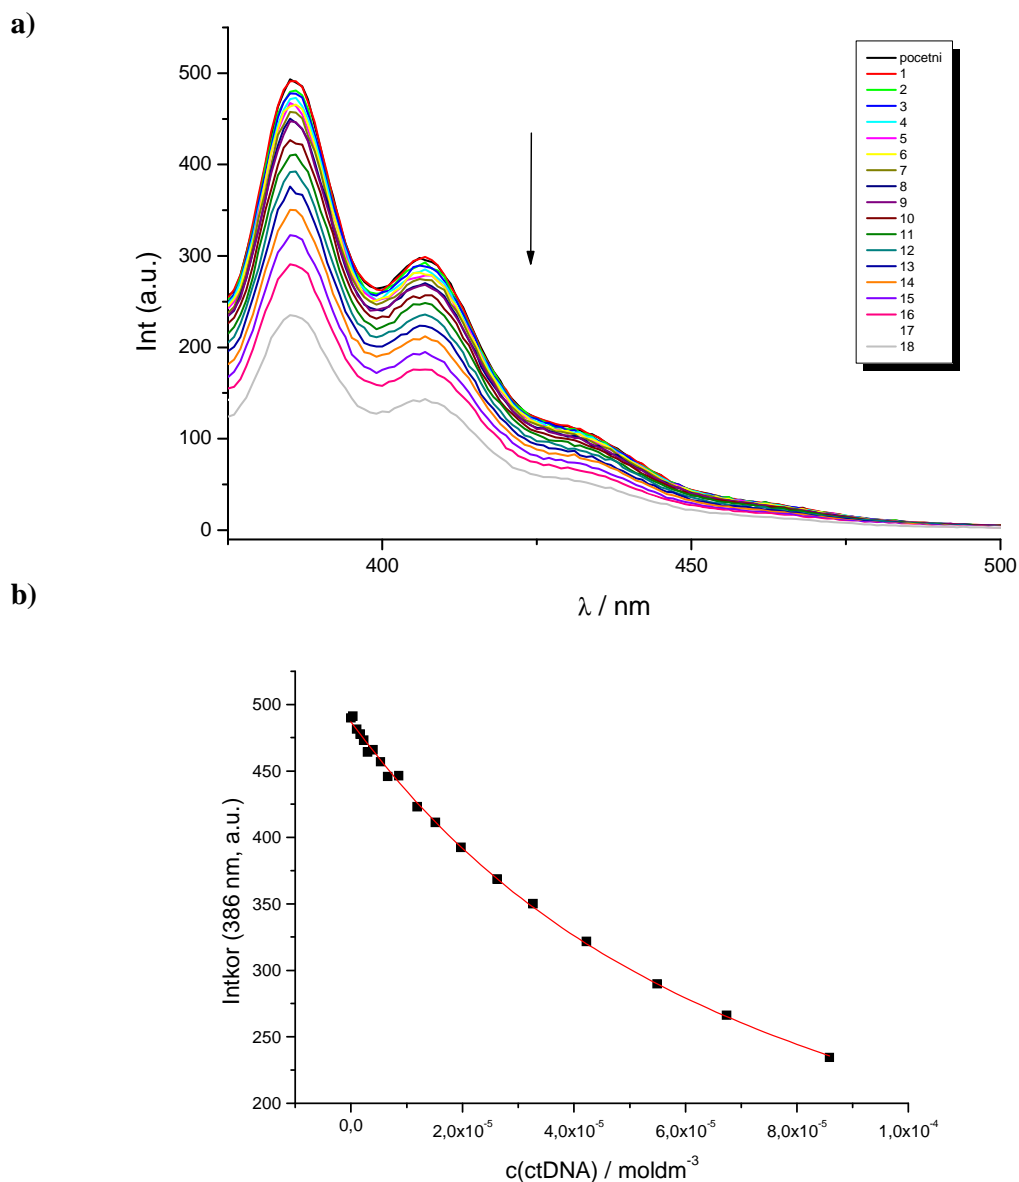 a)
Int (a.u.)
500
400
300
200
100
0
400
450
500
λ / nm
pocetni
1
2
3
4
5
6
7
8
9
10
11
12
13
14
15
16
17
18
b)
Intkor (386 nm, a.u.)
500
450
400
350
300
250
200
0,0
2,0x10⁻⁵
4,0x10⁻⁵
6,0x10⁻⁵
8,0x10⁻⁵
1,0x10⁻⁴
c(ctDNA) / moldm⁻³